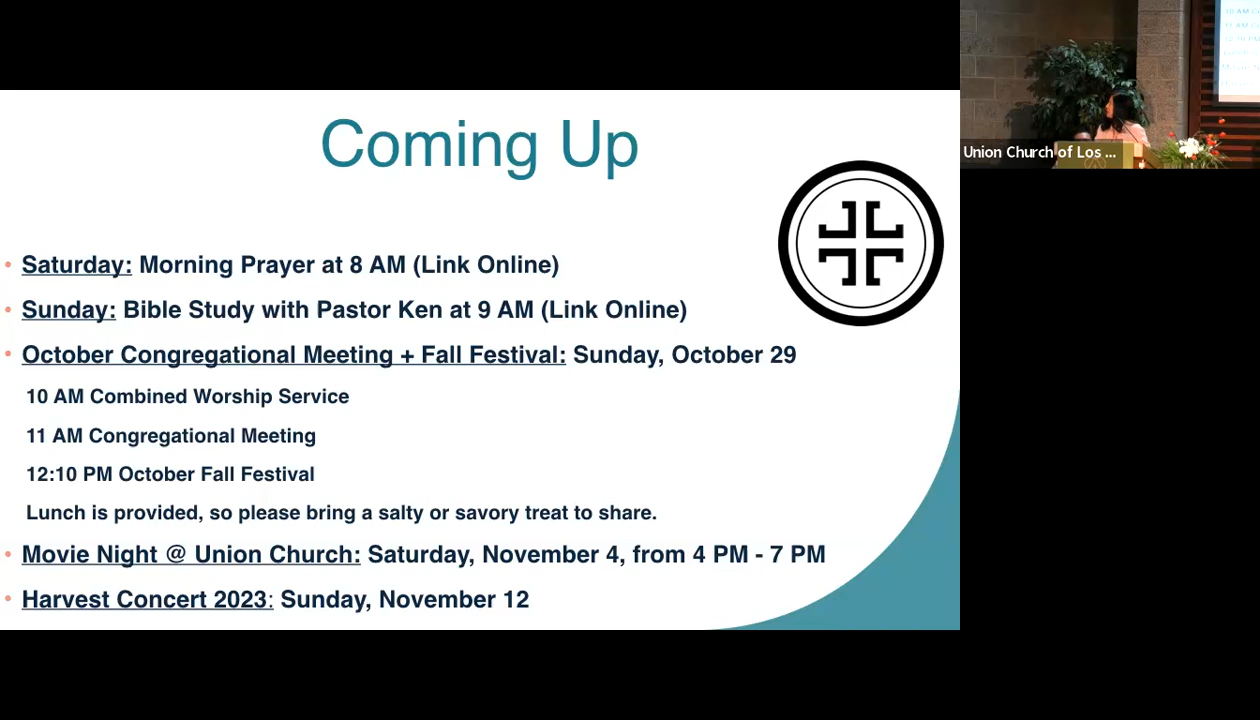 Coming Up
• Saturday: Morning Prayer at 8 AM (Link Online)
• Sunday: Bible Study with Pastor Ken at 9 AM (Link Online)
• October Congregational Meeting + Fall Festival: Sunday, October 29
10 AM Combined Worship Service
11 AM Congregational Meeting
12:10 PM October Fall Festival
Lunch is provided, so please bring a salty or savory treat to share.
• Movie Night @ Union Church: Saturday, November 4, from 4 PM - 7 PM
• Harvest Concert 2023: Sunday, November 12
Union Church of Los ...